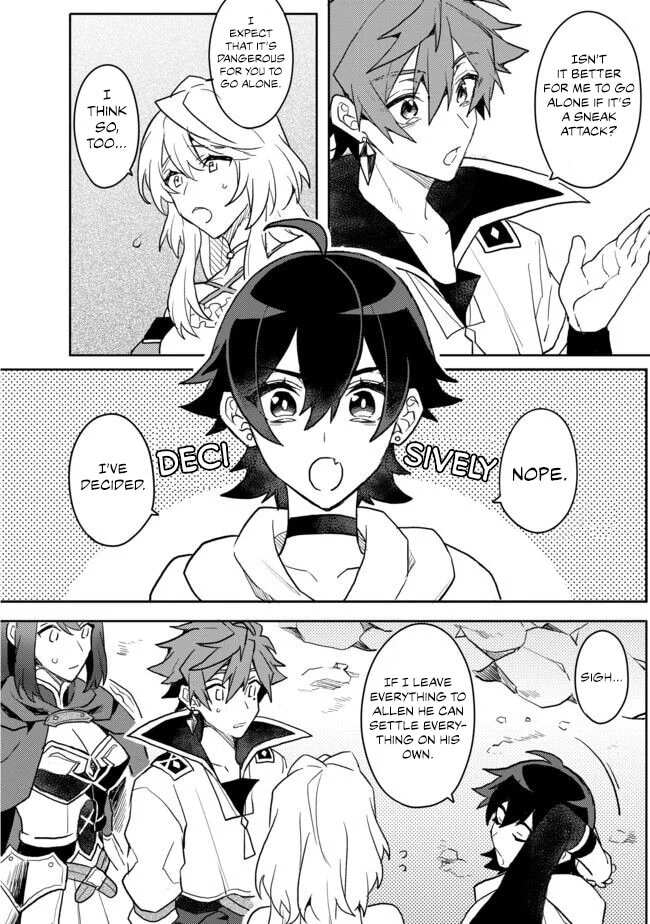 ISN'T
IT BETTER
FOR ME TO GO
ALONE IF IT'S
A SNEAK
ATTACK?
I
EXPECT
THAT IT'S
DANGEROUS
FOR YOU TO
GO ALONE.
I
THINK
SO,
TOO...
NOPE.
DECI
SIVELY
I'VE
DECIDED.
SIGH...
IF I LEAVE
EVERYTHING TO
ALLEN HE CAN
SETTLE EVERY-
THING ON HIS
OWN.